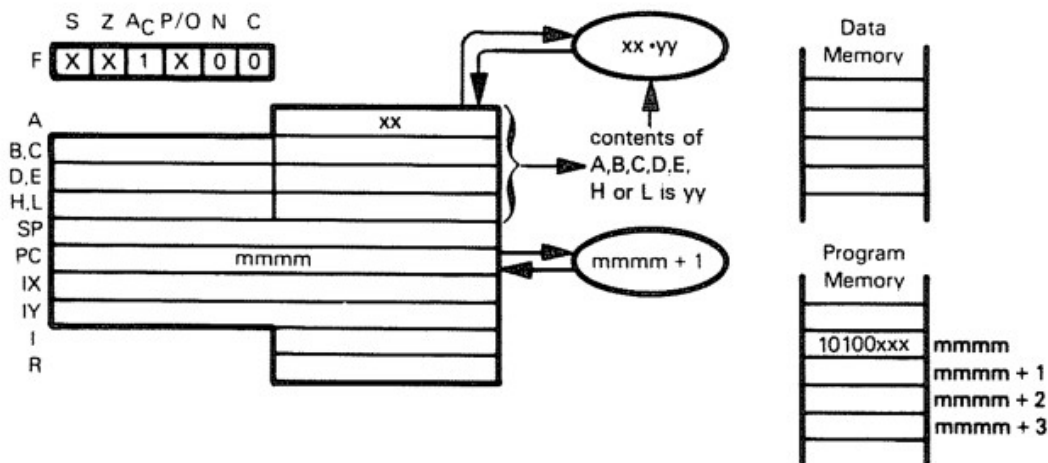 S Z AC P/O N C
F X X 1 X 0 0
A xx
B,C
D,E
H,L
SP
PC mmmm
IX
IY
I
R
xx •yy
contents of
A,B,C,D,E,
H or L is yy
mmmm + 1
Data
Memory
Program
Memory
10100xxx mmmm
mmmm + 1
mmmm + 2
mmmm + 3